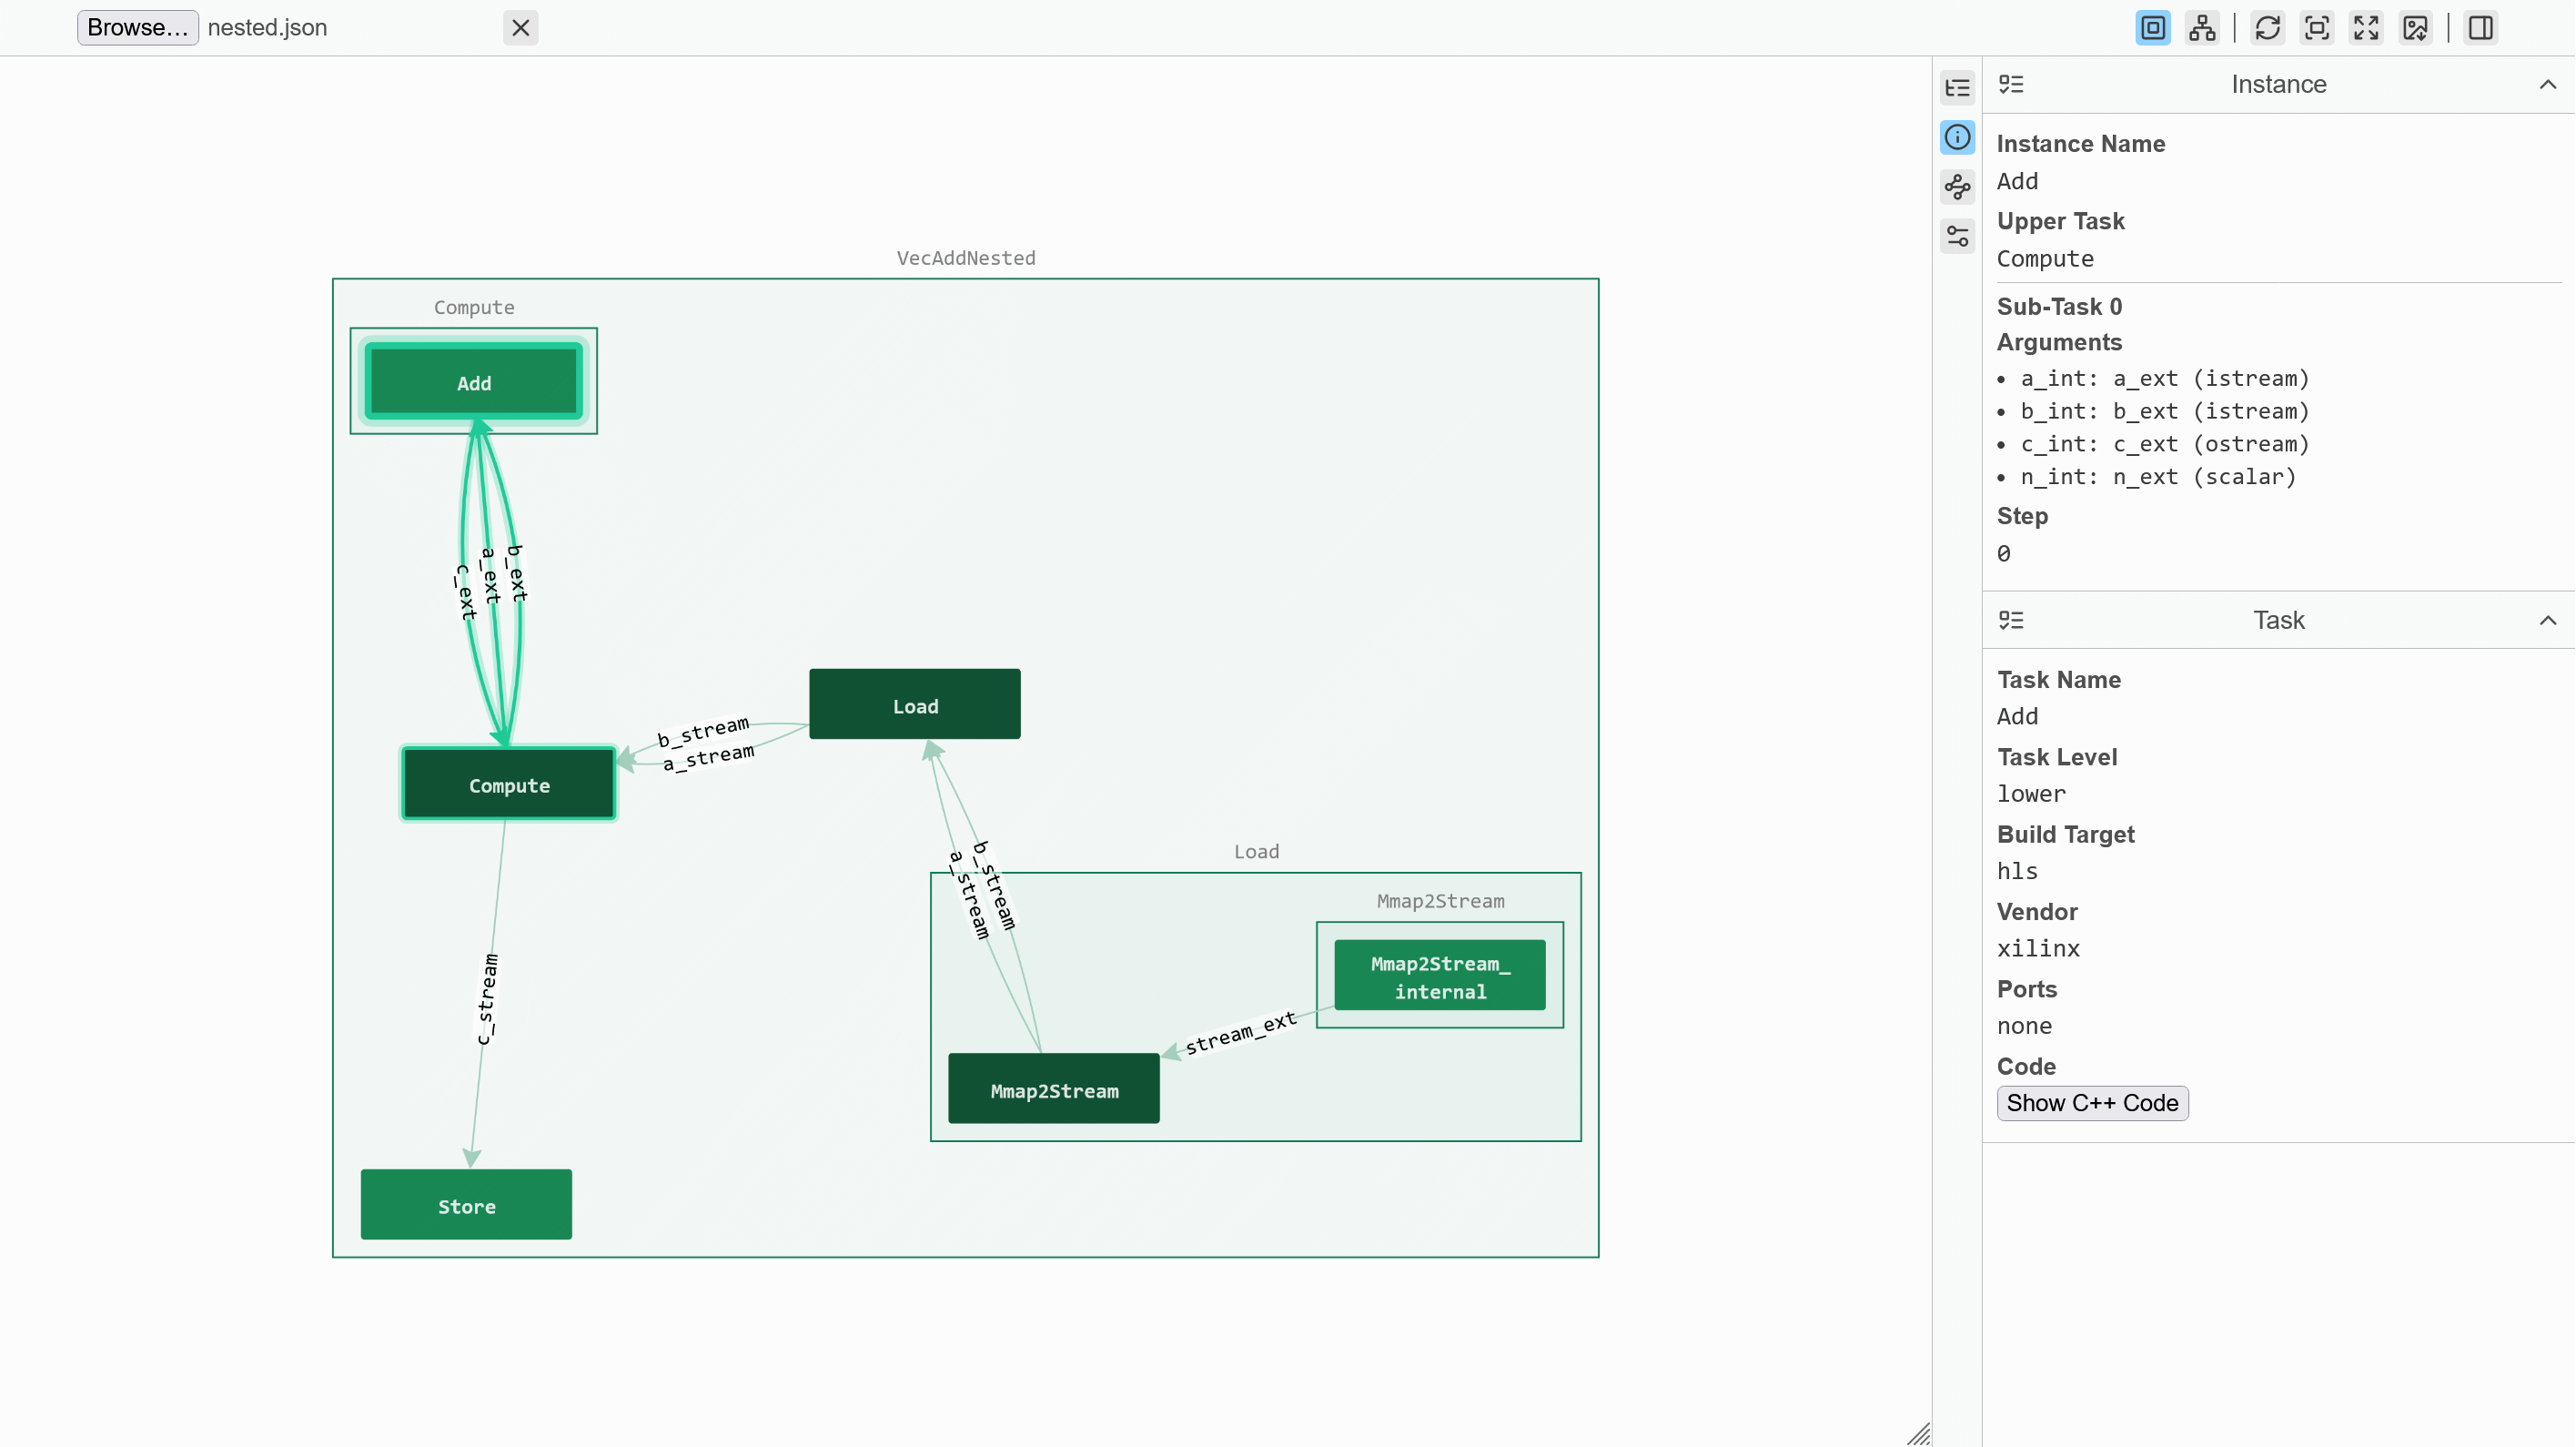 Browse… nested.json
VecAddNested
Compute
Add
c_ext
a_ext
b_ext
Load
b_stream
a_stream
Compute
Load
a_stream
b_stream
Mmap2Stream
Mmap2Stream_
internal
stream_ext
c_stream
Mmap2Stream
Store
Instance
Instance Name
Add
Upper Task
Compute
Sub-Task 0
Arguments
• a_int: a_ext (istream)
• b_int: b_ext (istream)
• c_int: c_ext (ostream)
• n_int: n_ext (scalar)
Step
0
Task
Task Name
Add
Task Level
lower
Build Target
hls
Vendor
xilinx
Ports
none
Code
Show C++ Code